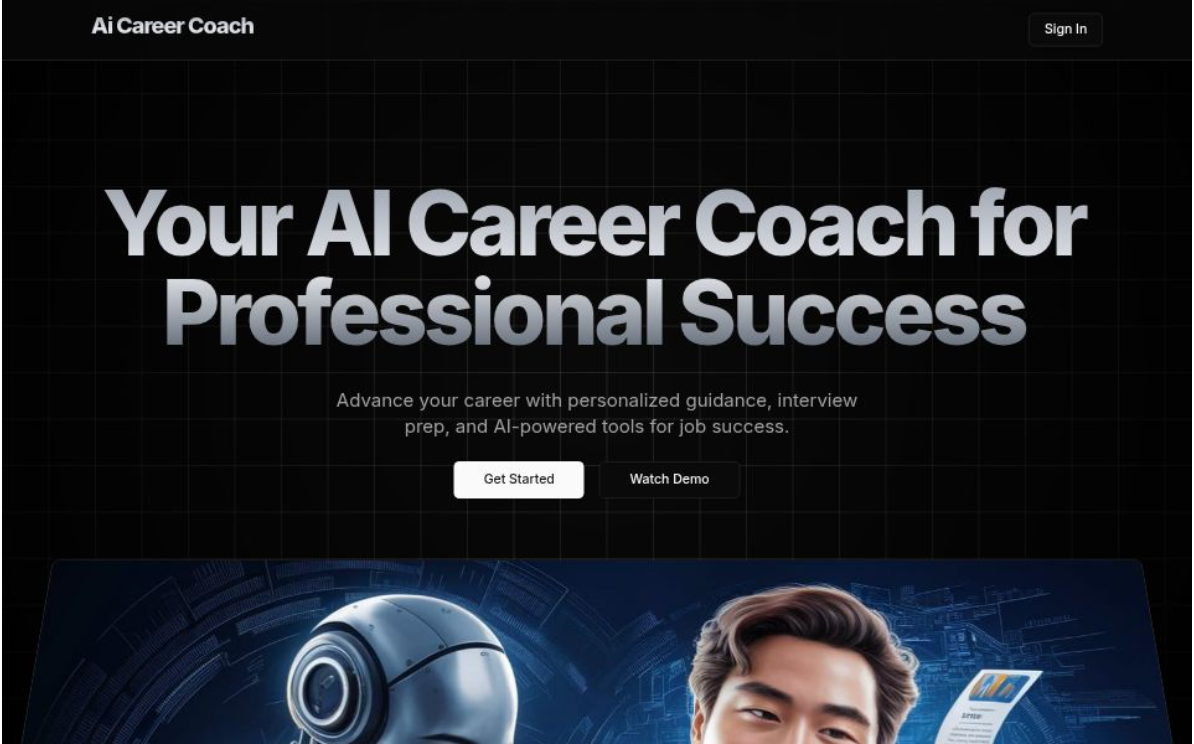 Ai Career Coach
Sign In
Your AI Career Coach for
Professional Success
Advance your career with personalized guidance, interview
prep, and AI-powered tools for job success.
Get Started
Watch Demo